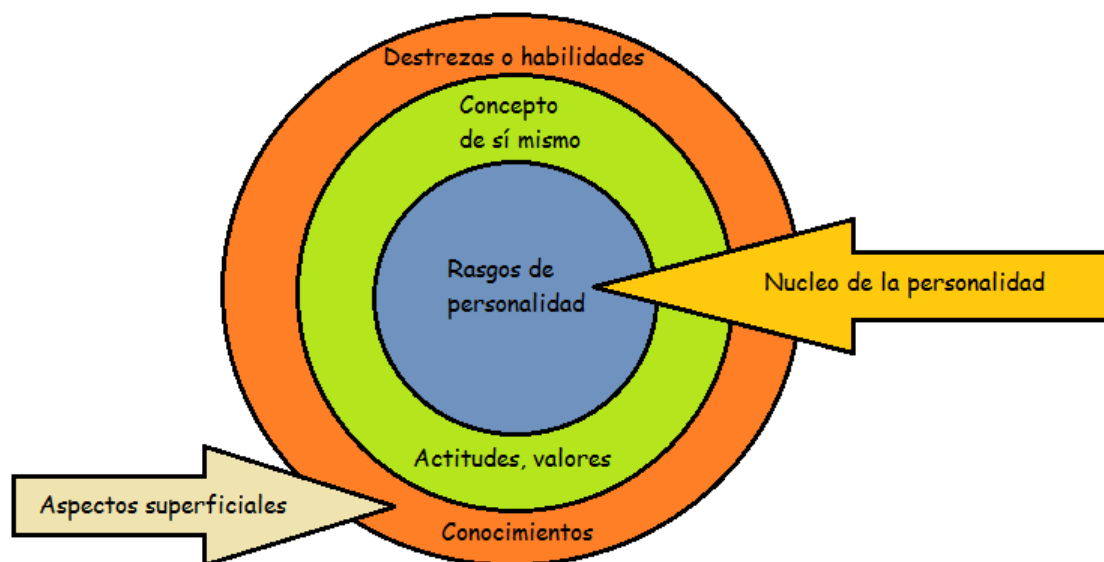 Destrezas o habilidades
Concepto
de sí mismo
Rasgos de
personalidad
Nucleo de la personalidad
Actitudes, valores
Aspectos superficiales
Conocimientos